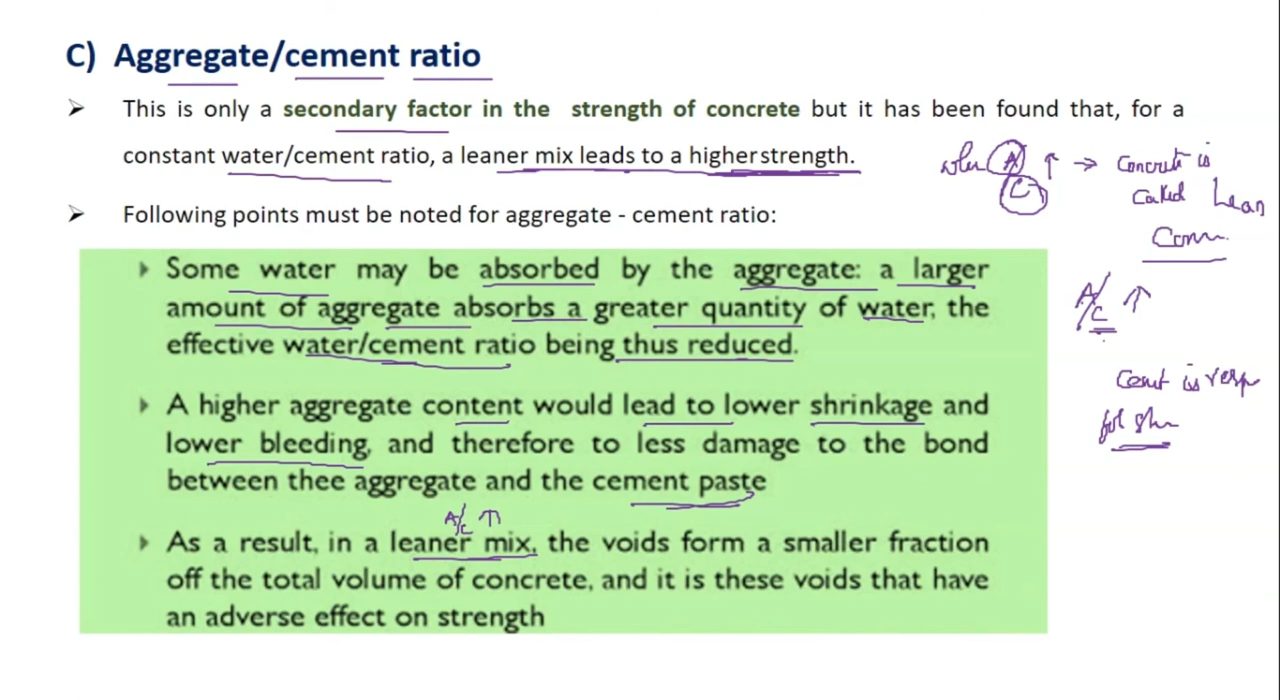 C) Aggregate/cement ratio
➢ This is only a secondary factor in the strength of concrete but it has been found that, for a
constant water/cement ratio, a leaner mix leads to a higher strength.
when A/C ↑ → Concrete is
Called Lean
➢ Following points must be noted for aggregate - cement ratio:
Some water may be absorbed by the aggregate: a larger
amount of aggregate absorbs a greater quantity of water, the
effective water/cement ratio being thus reduced.
A/C ↑
A higher aggregate content would lead to lower shrinkage and
lower bleeding, and therefore to less damage to the bond
between thee aggregate and the cement paste
is resp
A/C ↑
As a result, in a leaner mix, the voids form a smaller fraction
off the total volume of concrete, and it is these voids that have
an adverse effect on strength